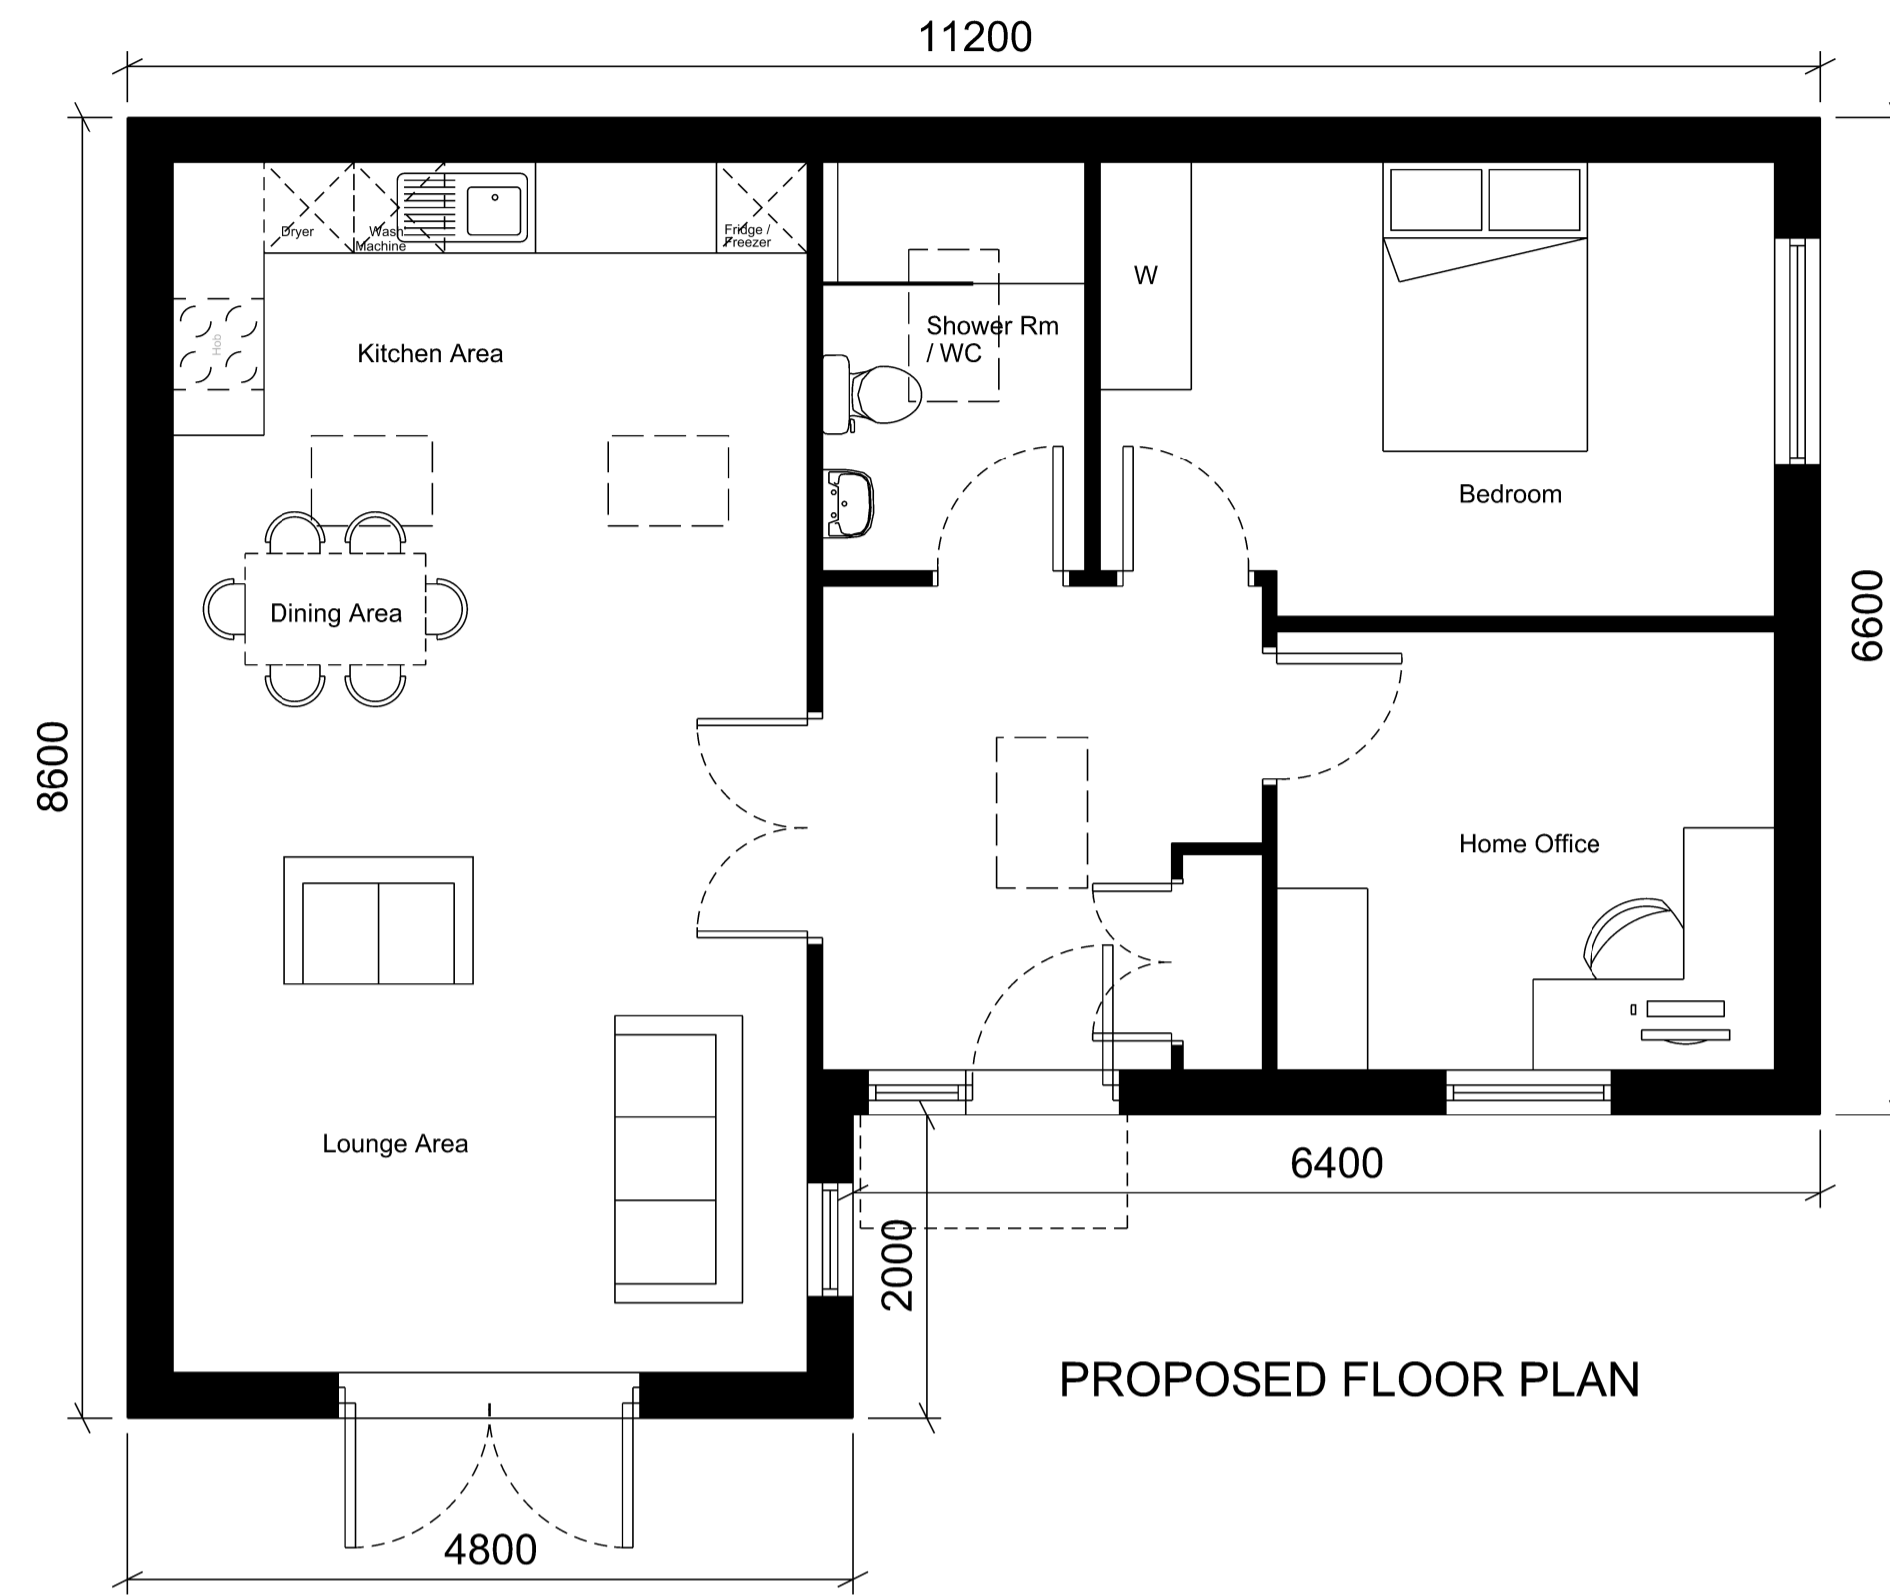 11200
Dryer
Wash
Machine
Fridge /
Freezer
Hob
Kitchen Area
Shower Rm
/ WC
W
Bedroom
6600
8600
Dining Area
Home Office
Lounge Area
6400
2000
PROPOSED FLOOR PLAN
4800